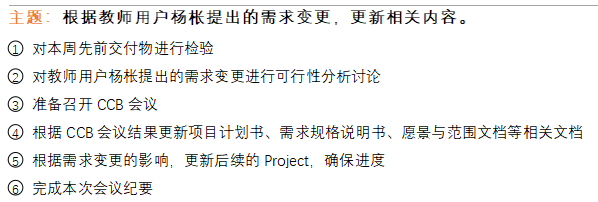 主题：根据教师用户杨枨提出的需求变更，更新相关内容。
① 对本周先前交付物进行检验
② 对教师用户杨枨提出的需求变更进行可行性分析讨论
③ 准备召开 CCB 会议
④ 根据 CCB 会议结果更新项目计划书、需求规格说明书、愿景与范围文档等相关文档
⑤ 根据需求变更的影响，更新后续的 Project，确保进度
⑥ 完成本次会议纪要